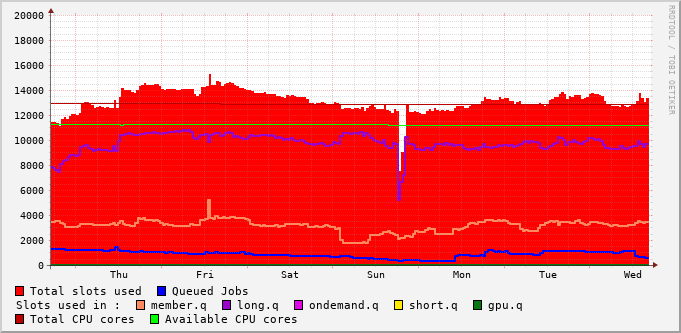 20000
18000
16000
14000
12000
10000
8000
6000
4000
2000
0
Thu Fri Sat Sun Mon Tue Wed
RRDTOOL / TOBI OETIKER
Total slots used Queued Jobs
Slots used in : member.q long.q ondemand.q short.q gpu.q
Total CPU cores Available CPU cores